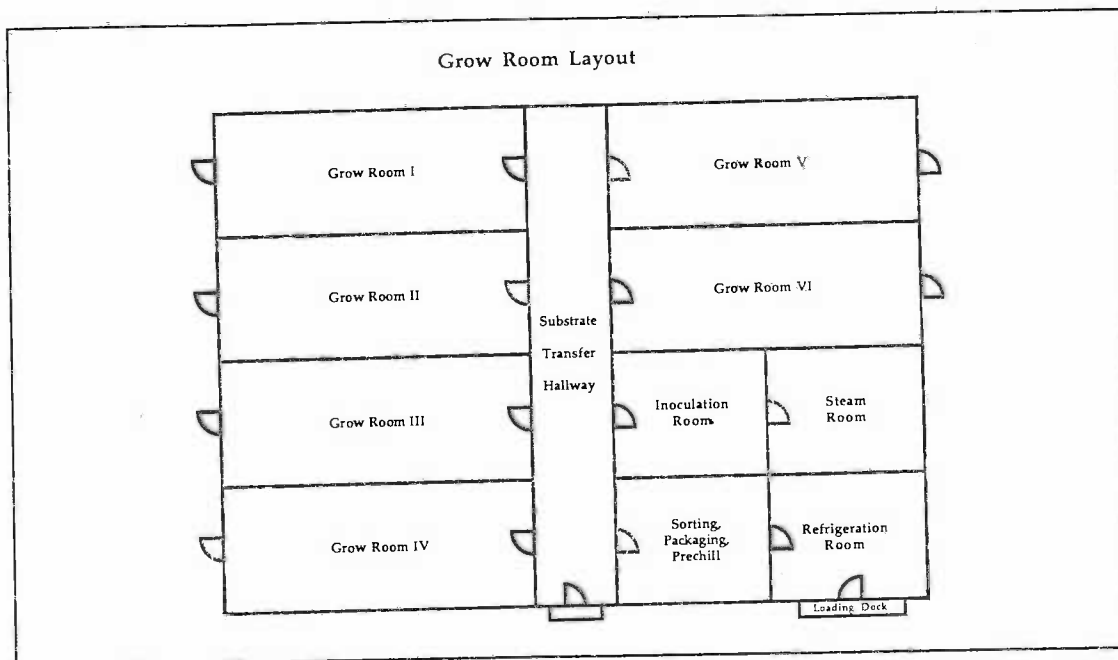 Grow Room Layout
Grow Room I
Grow Room V
Grow Room II
Grow Room VI
Substrate
Transfer
Hallway
Grow Room III
Inoculation
Room
Steam
Room
Grow Room IV
Sorting,
Packaging,
Prechill
Refrigeration
Room
Loading Dock